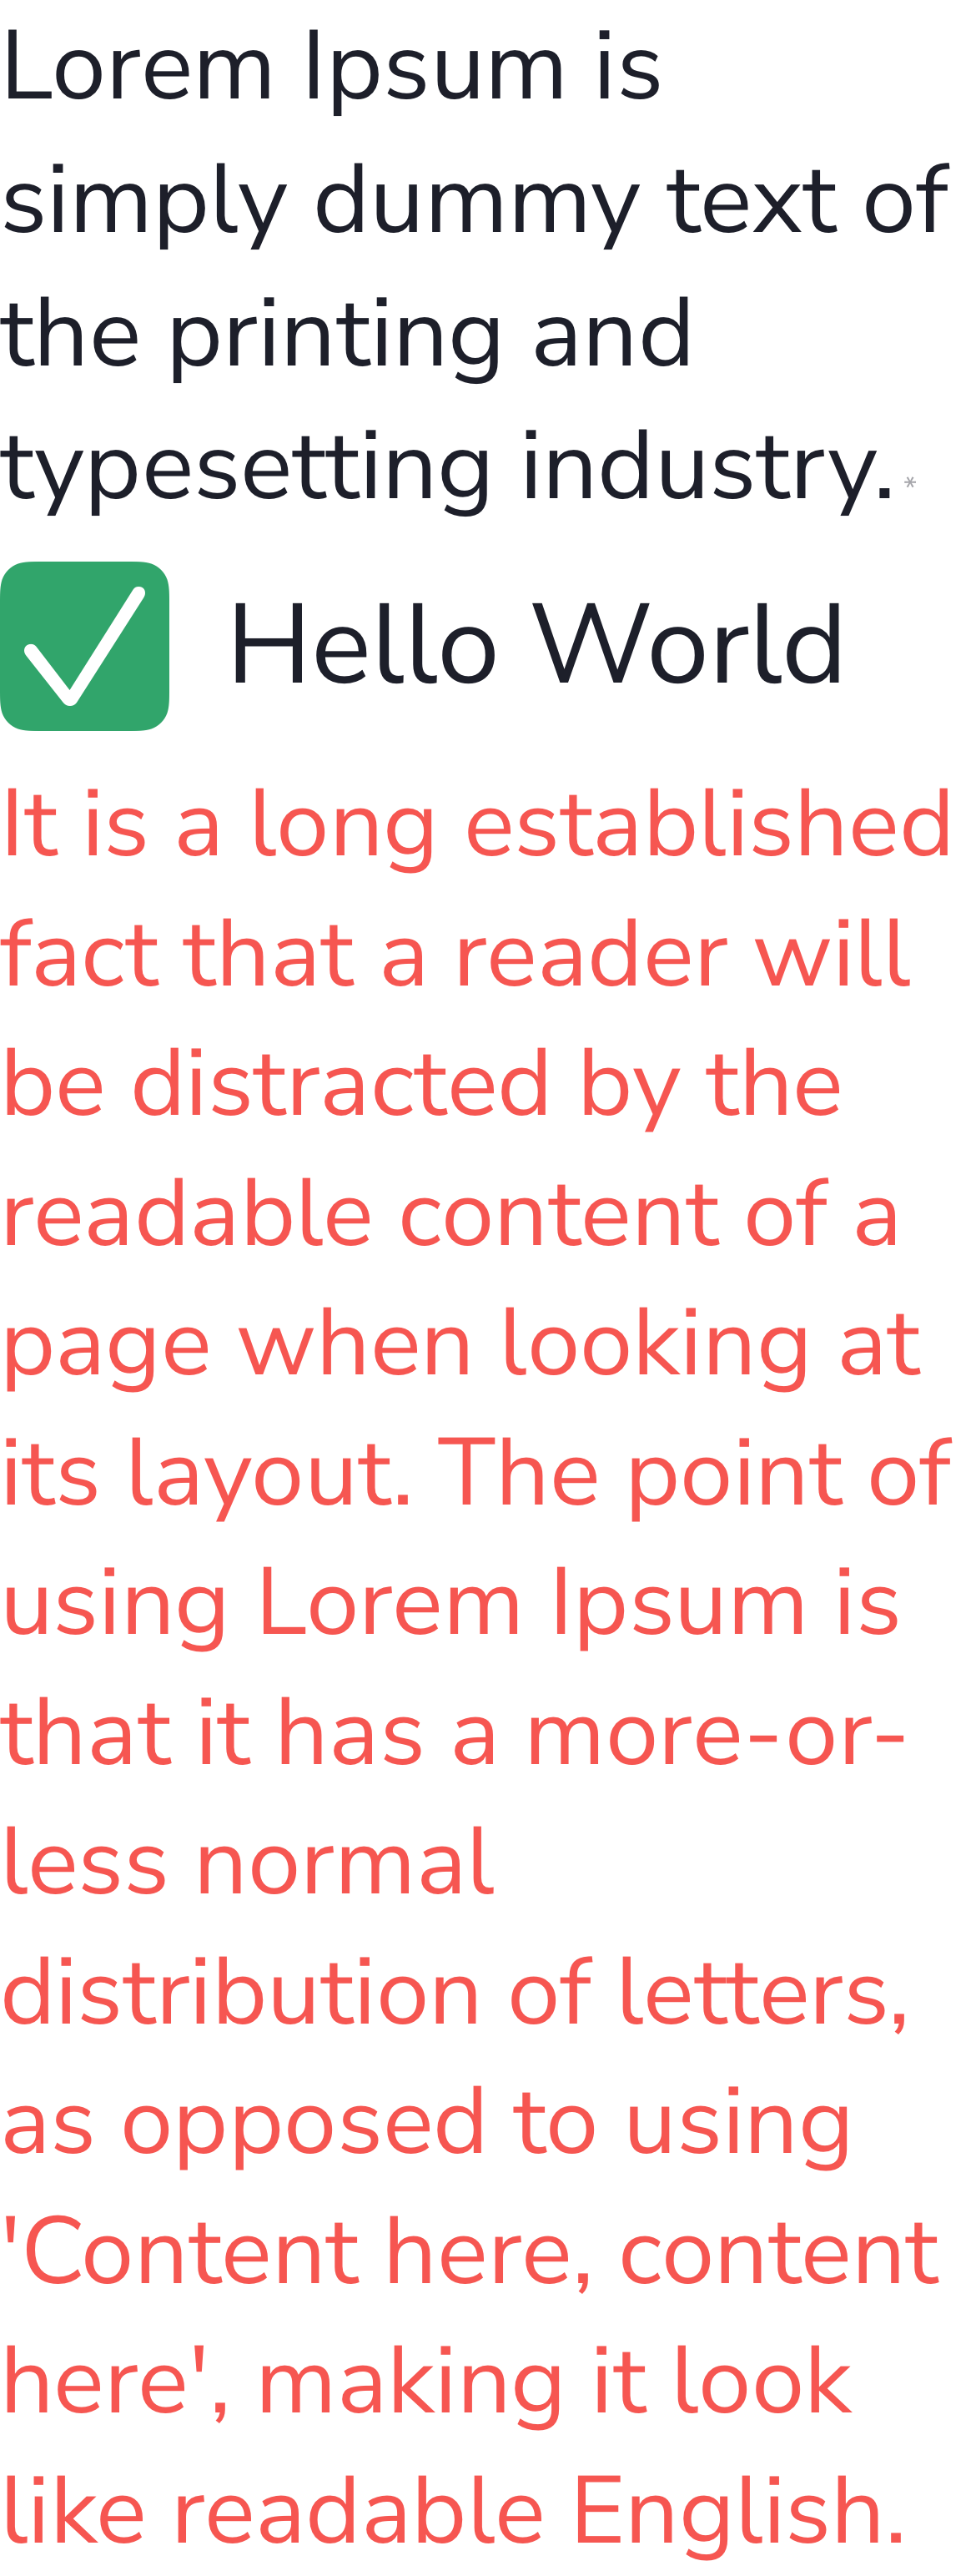 Lorem Ipsum is
simply dummy text of
the printing and
typesetting industry. *
Hello World
It is a long established
fact that a reader will
be distracted by the
readable content of a
page when looking at
its layout. The point of
using Lorem Ipsum is
that it has a more-or-
less normal
distribution of letters,
as opposed to using
'Content here, content
here', making it look
like readable English.